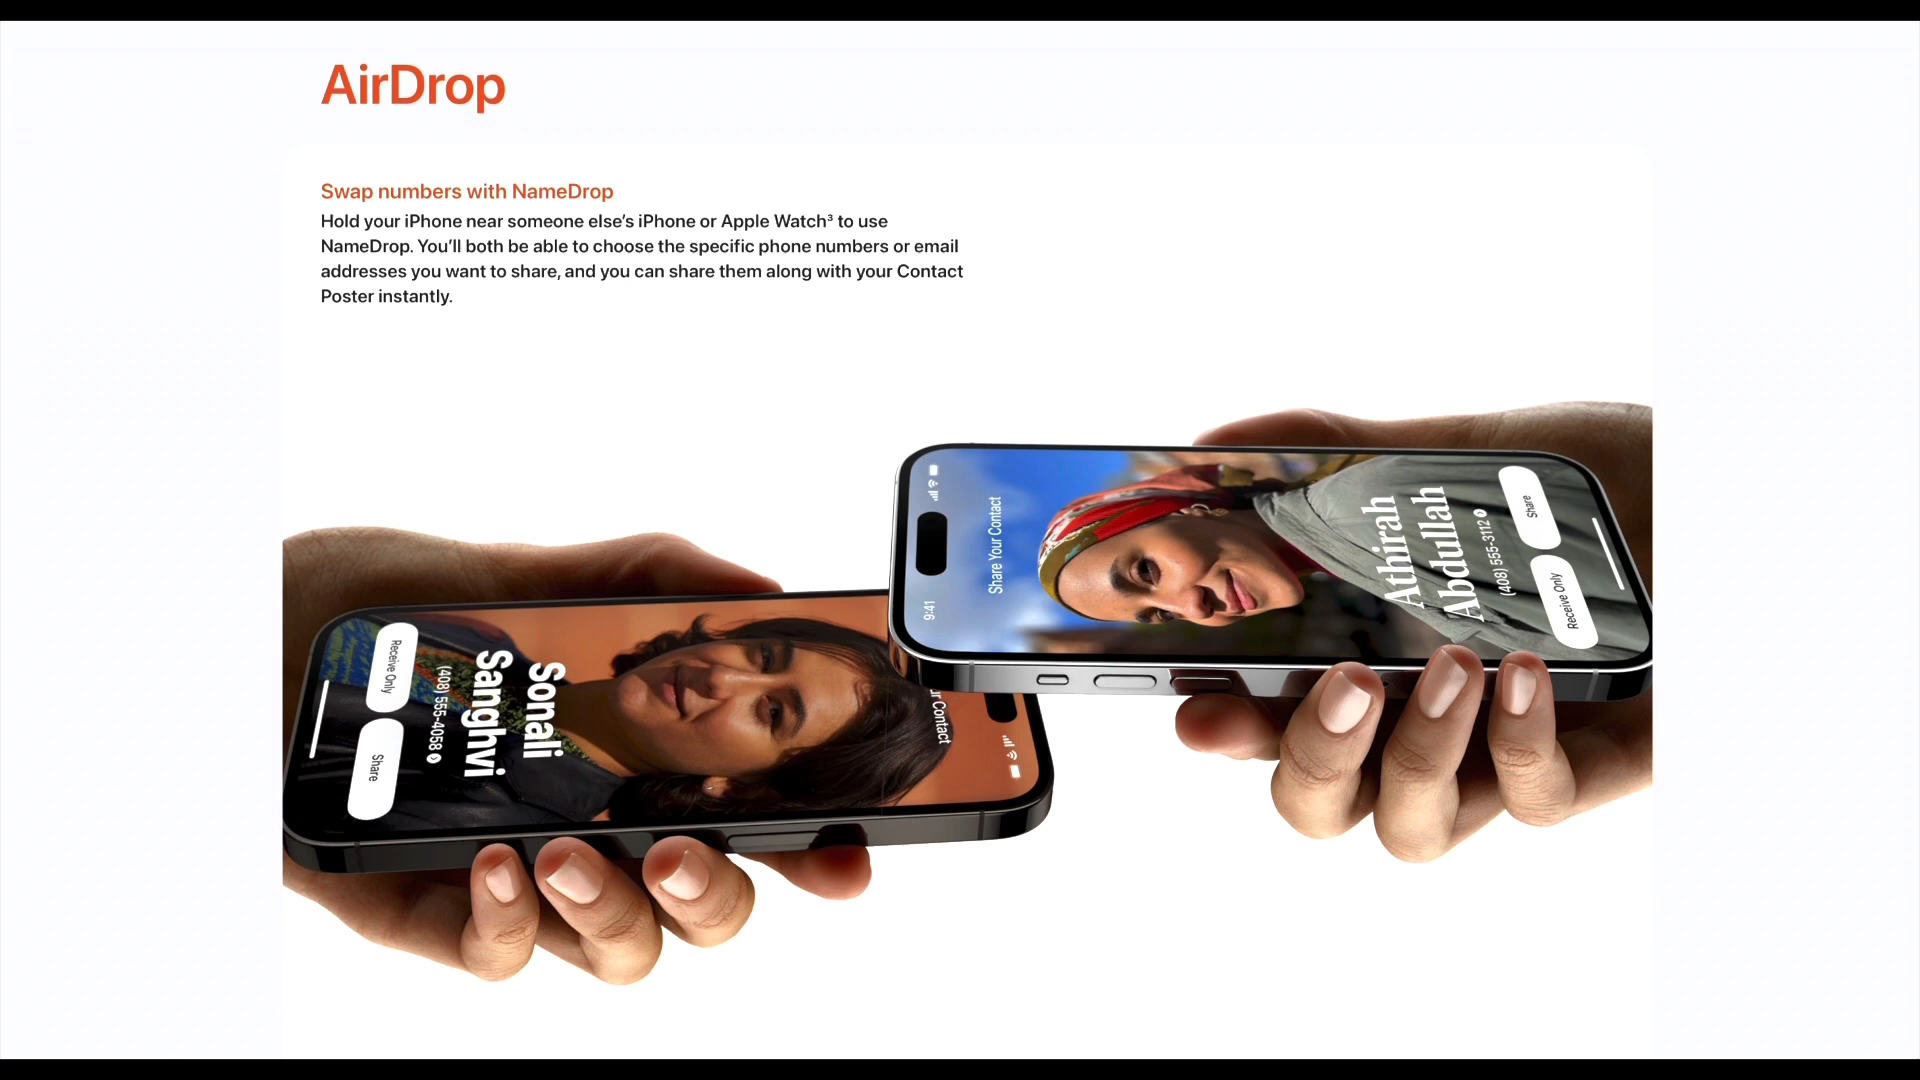 AirDrop
Swap numbers with NameDrop
Hold your iPhone near someone else’s iPhone or Apple Watch³ to use
NameDrop. You’ll both be able to choose the specific phone numbers or email
addresses you want to share, and you can share them along with your Contact
Poster instantly.
9:41
Share Your Contact
Athirah
Abdullah
(408) 555-3112
Receive Only
Share
ur Contact
Sonali
Sanghvi
(408) 555-4058
Receive Only
Share